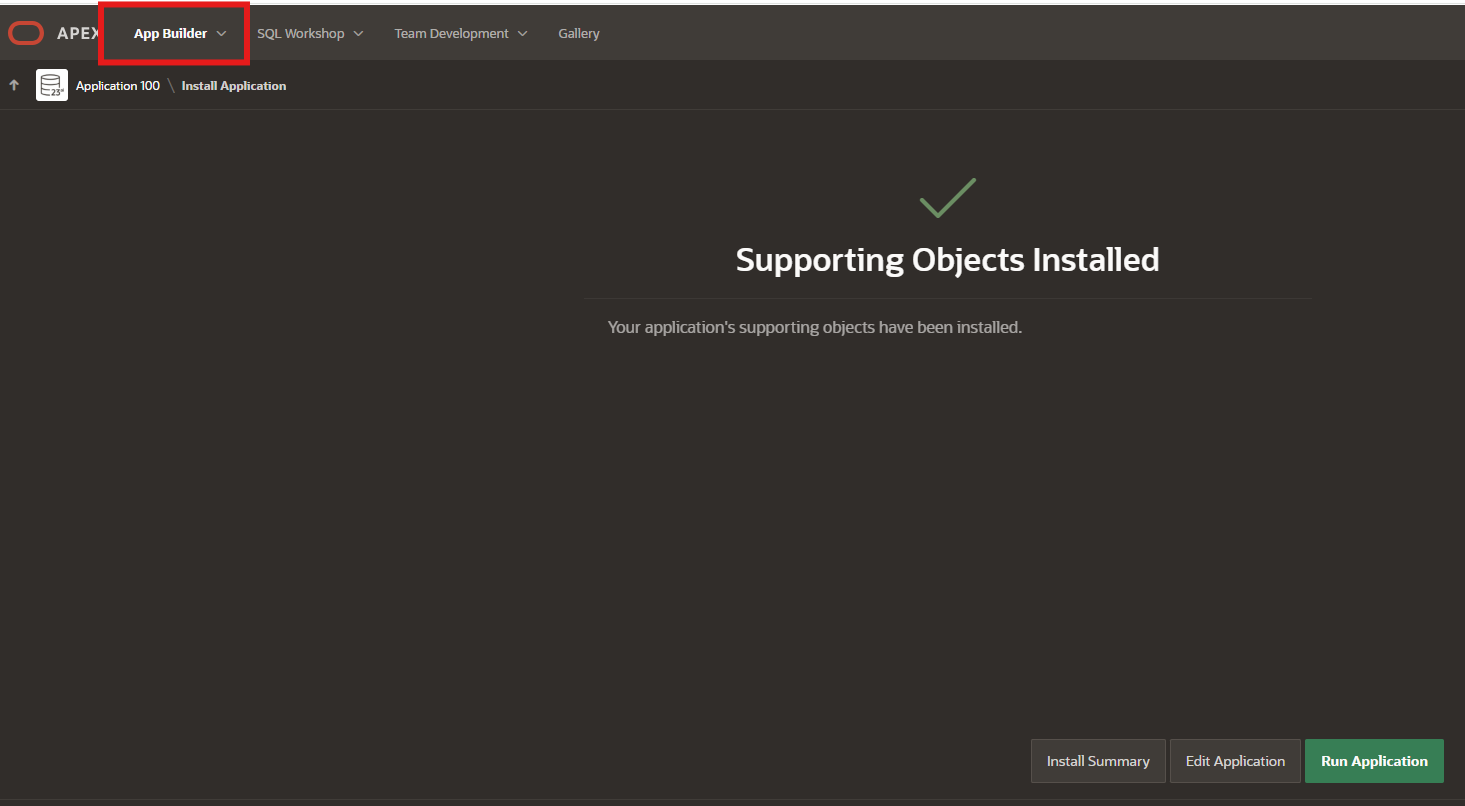 APEX App Builder SQL Workshop Team Development Gallery
23ai Application 100 \ Install Application
Supporting Objects Installed
Your application's supporting objects have been installed.
Install Summary Edit Application Run Application